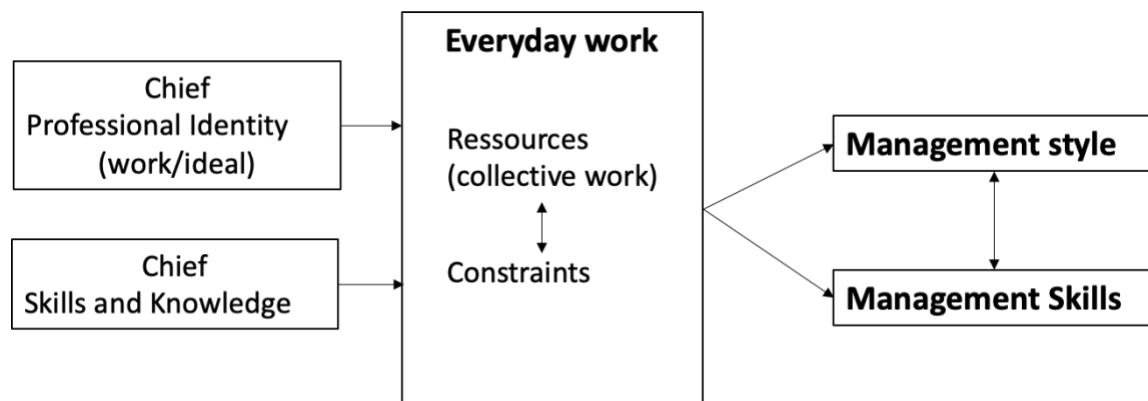 Chief
Professional Identity
(work/ideal)
Chief
Skills and Knowledge
Everyday work
Ressources
(collective work)
Constraints
Management style
Management Skills